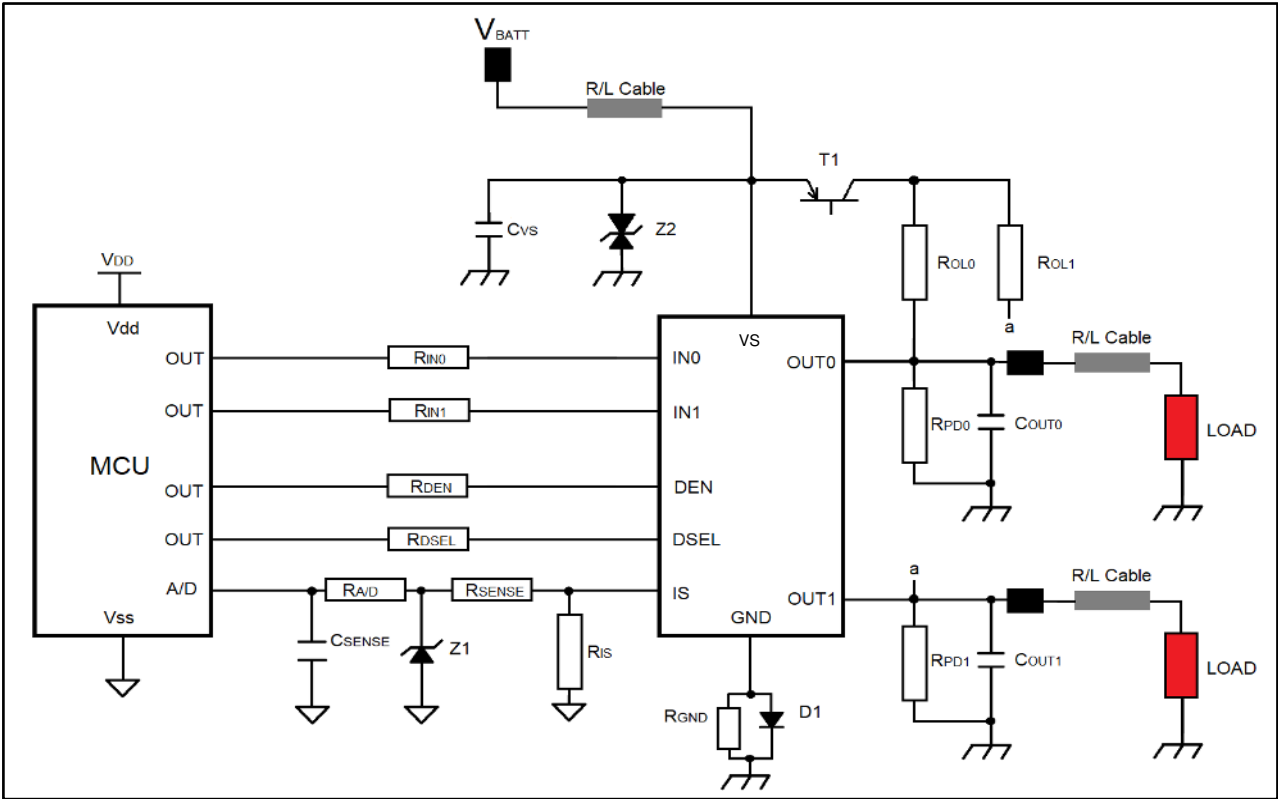 VBATT
R/L Cable
T1
CVS
Z2
ROL0
ROL1
a
VDD
Vdd
VS
R/L Cable
OUT
RIN0
IN0
OUT0
OUT
RIN1
IN1
RPD0
COUT0
LOAD
MCU
OUT
RDEN
DEN
OUT
RDSEL
DSEL
a
R/L Cable
A/D
RA/D
RSENSE
IS
OUT1
Vss
GND
CSENSE
Z1
RIS
RPD1
COUT1
LOAD
RGND
D1